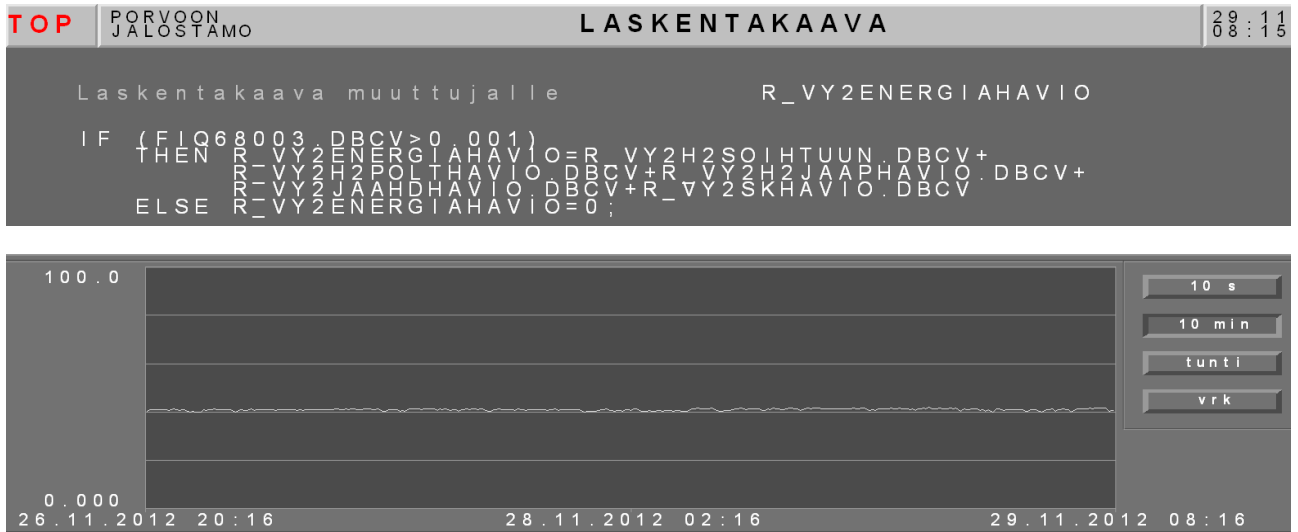 TOP
PORVOON
JALOSTAMO
LASKENTAKAAVA
29.11
08:15
Laskentakaava muuttujalle R_VY2ENERGIAHAVIO
IF (FIQ68003.DBCV>0.001)
THEN R_VY2ENERGIAHAVIO=R_VY2H2SOIHTUUN.DBCV+
R_VY2H2POLTHAVIO.DBCV+R_VY2H2JAAPHAVIO.DBCV+
R_VY2JAAHDHAVIO.DBCV+R_VY2SKHAVIO.DBCV
ELSE R_VY2ENERGIAHAVIO=0;
100.0
10 s
10 min
tunti
vrk
0.000
26.11.2012 20:16 28.11.2012 02:16 29.11.2012 08:16